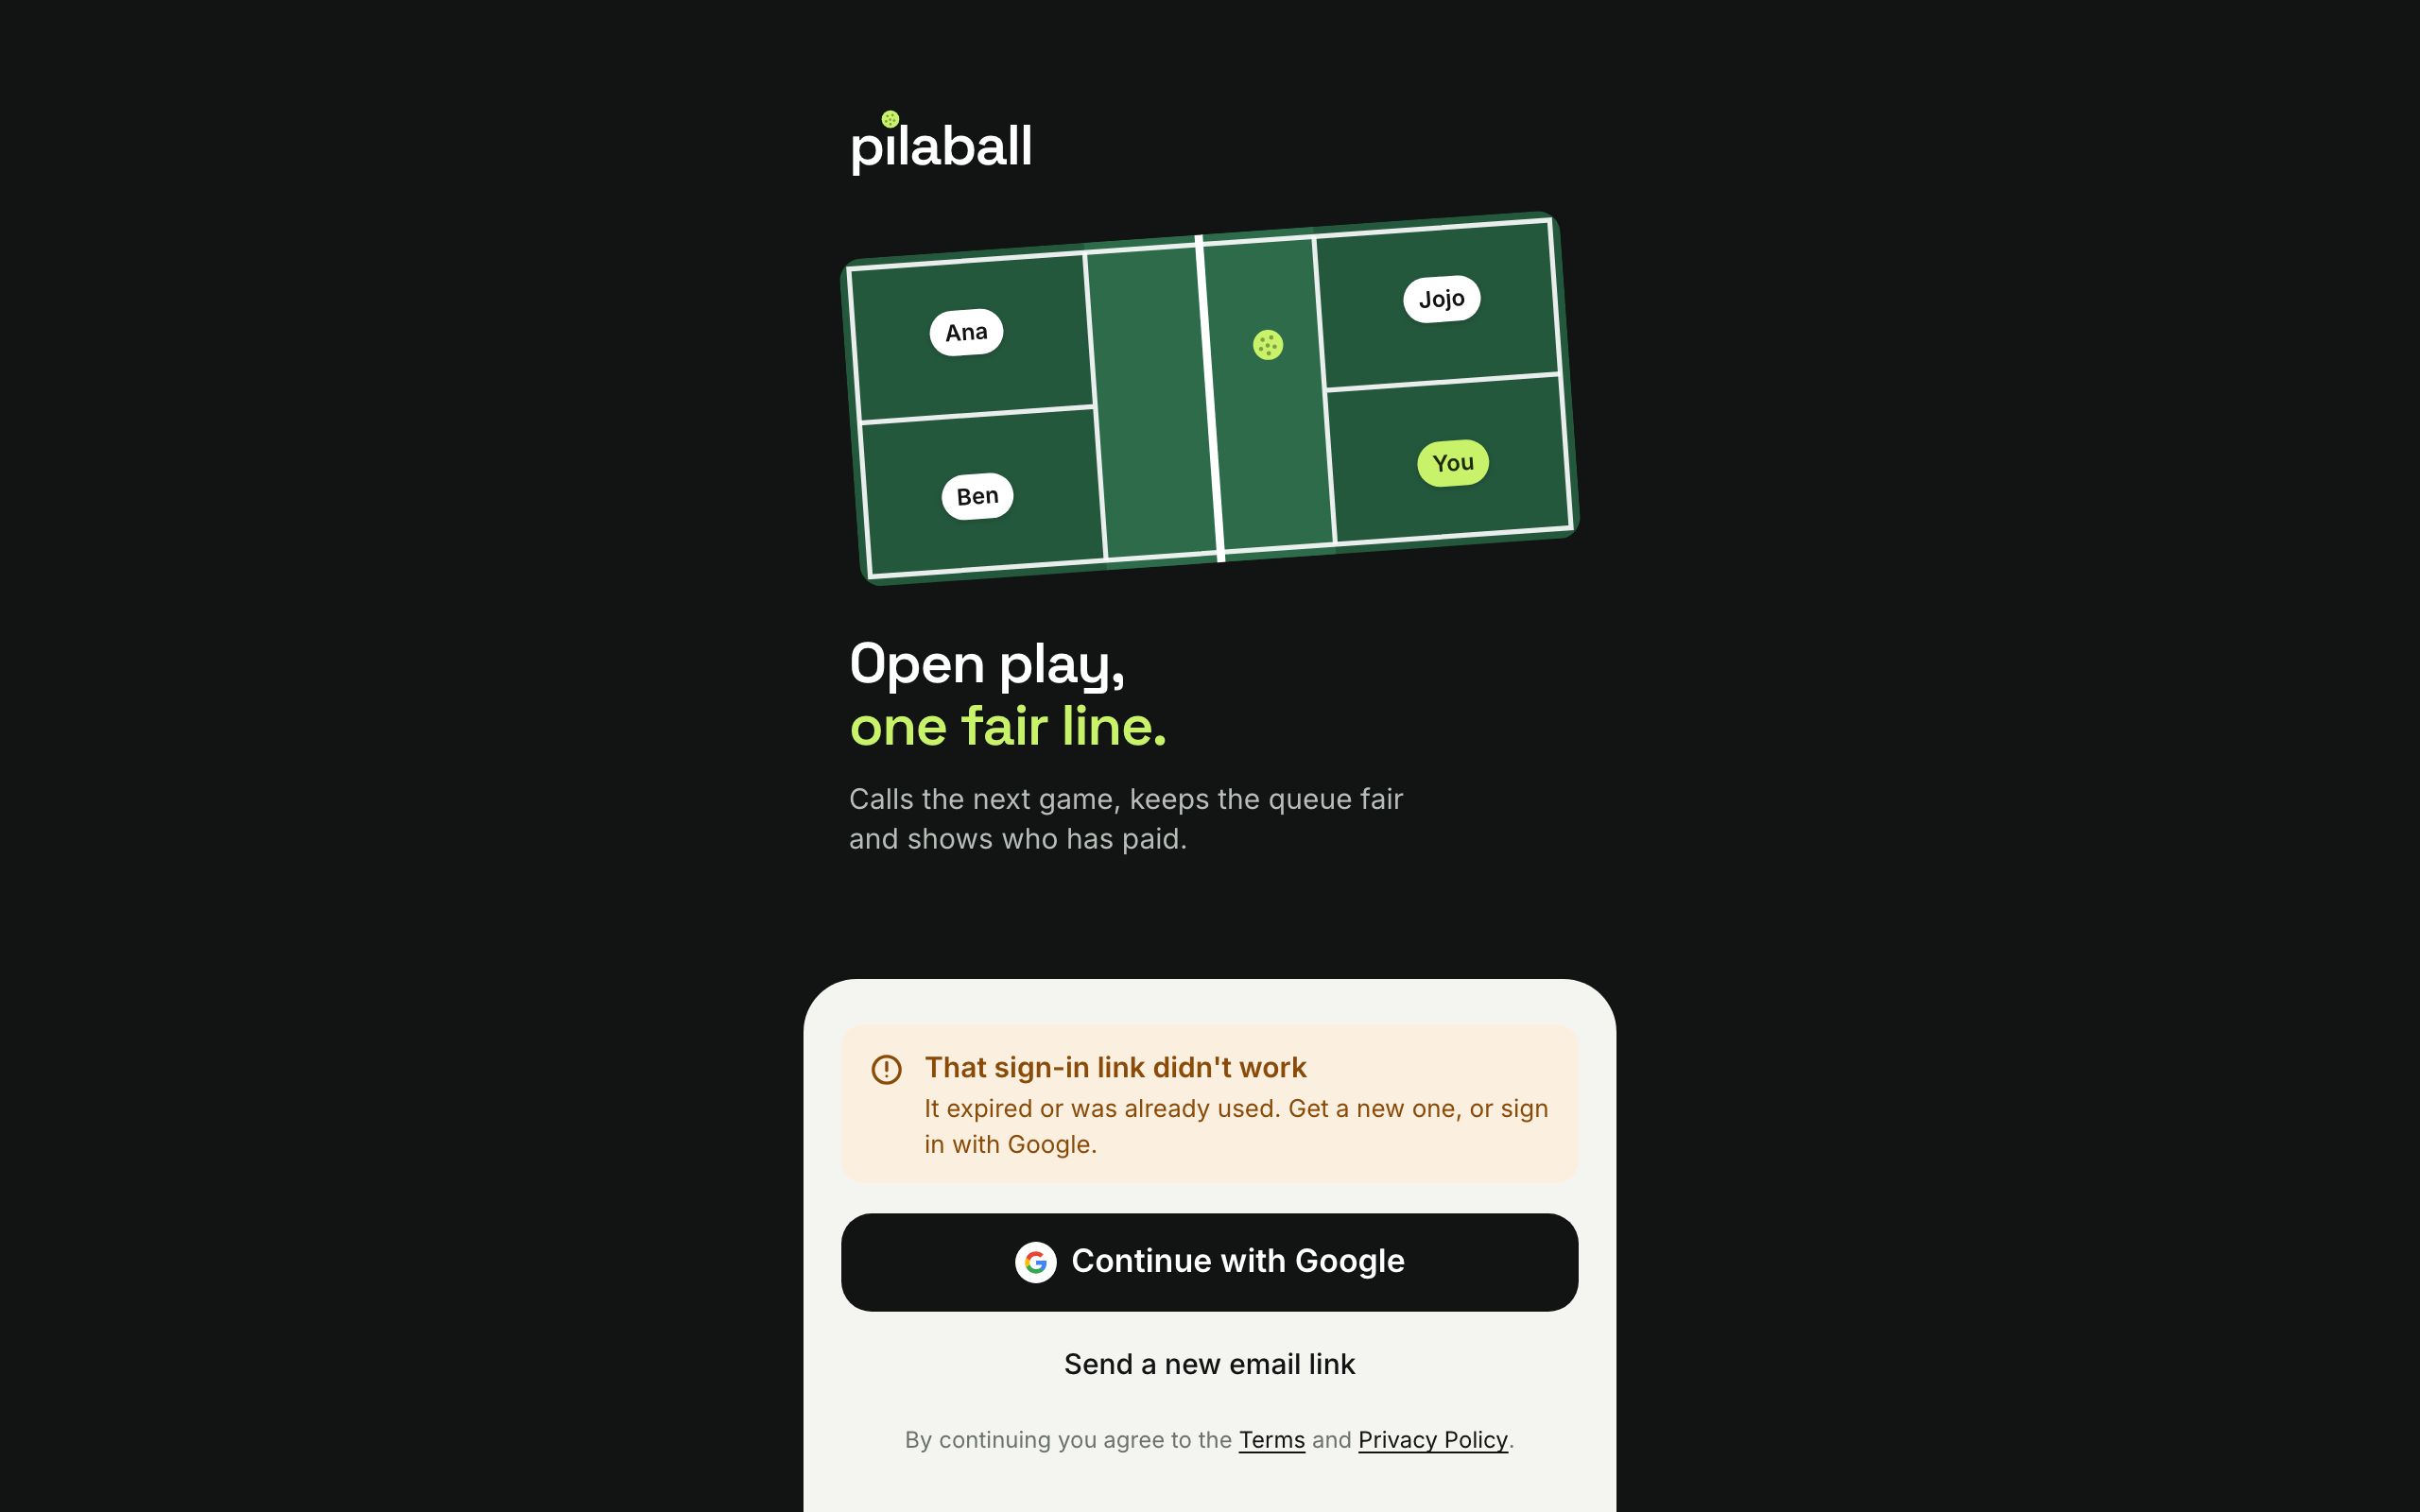 pilaball
Ana
Jojo
Ben
You
Open play,
one fair line.
Calls the next game, keeps the queue fair
and shows who has paid.
That sign-in link didn't work
It expired or was already used. Get a new one, or sign
in with Google.
Continue with Google
Send a new email link
By continuing you agree to the Terms and Privacy Policy.